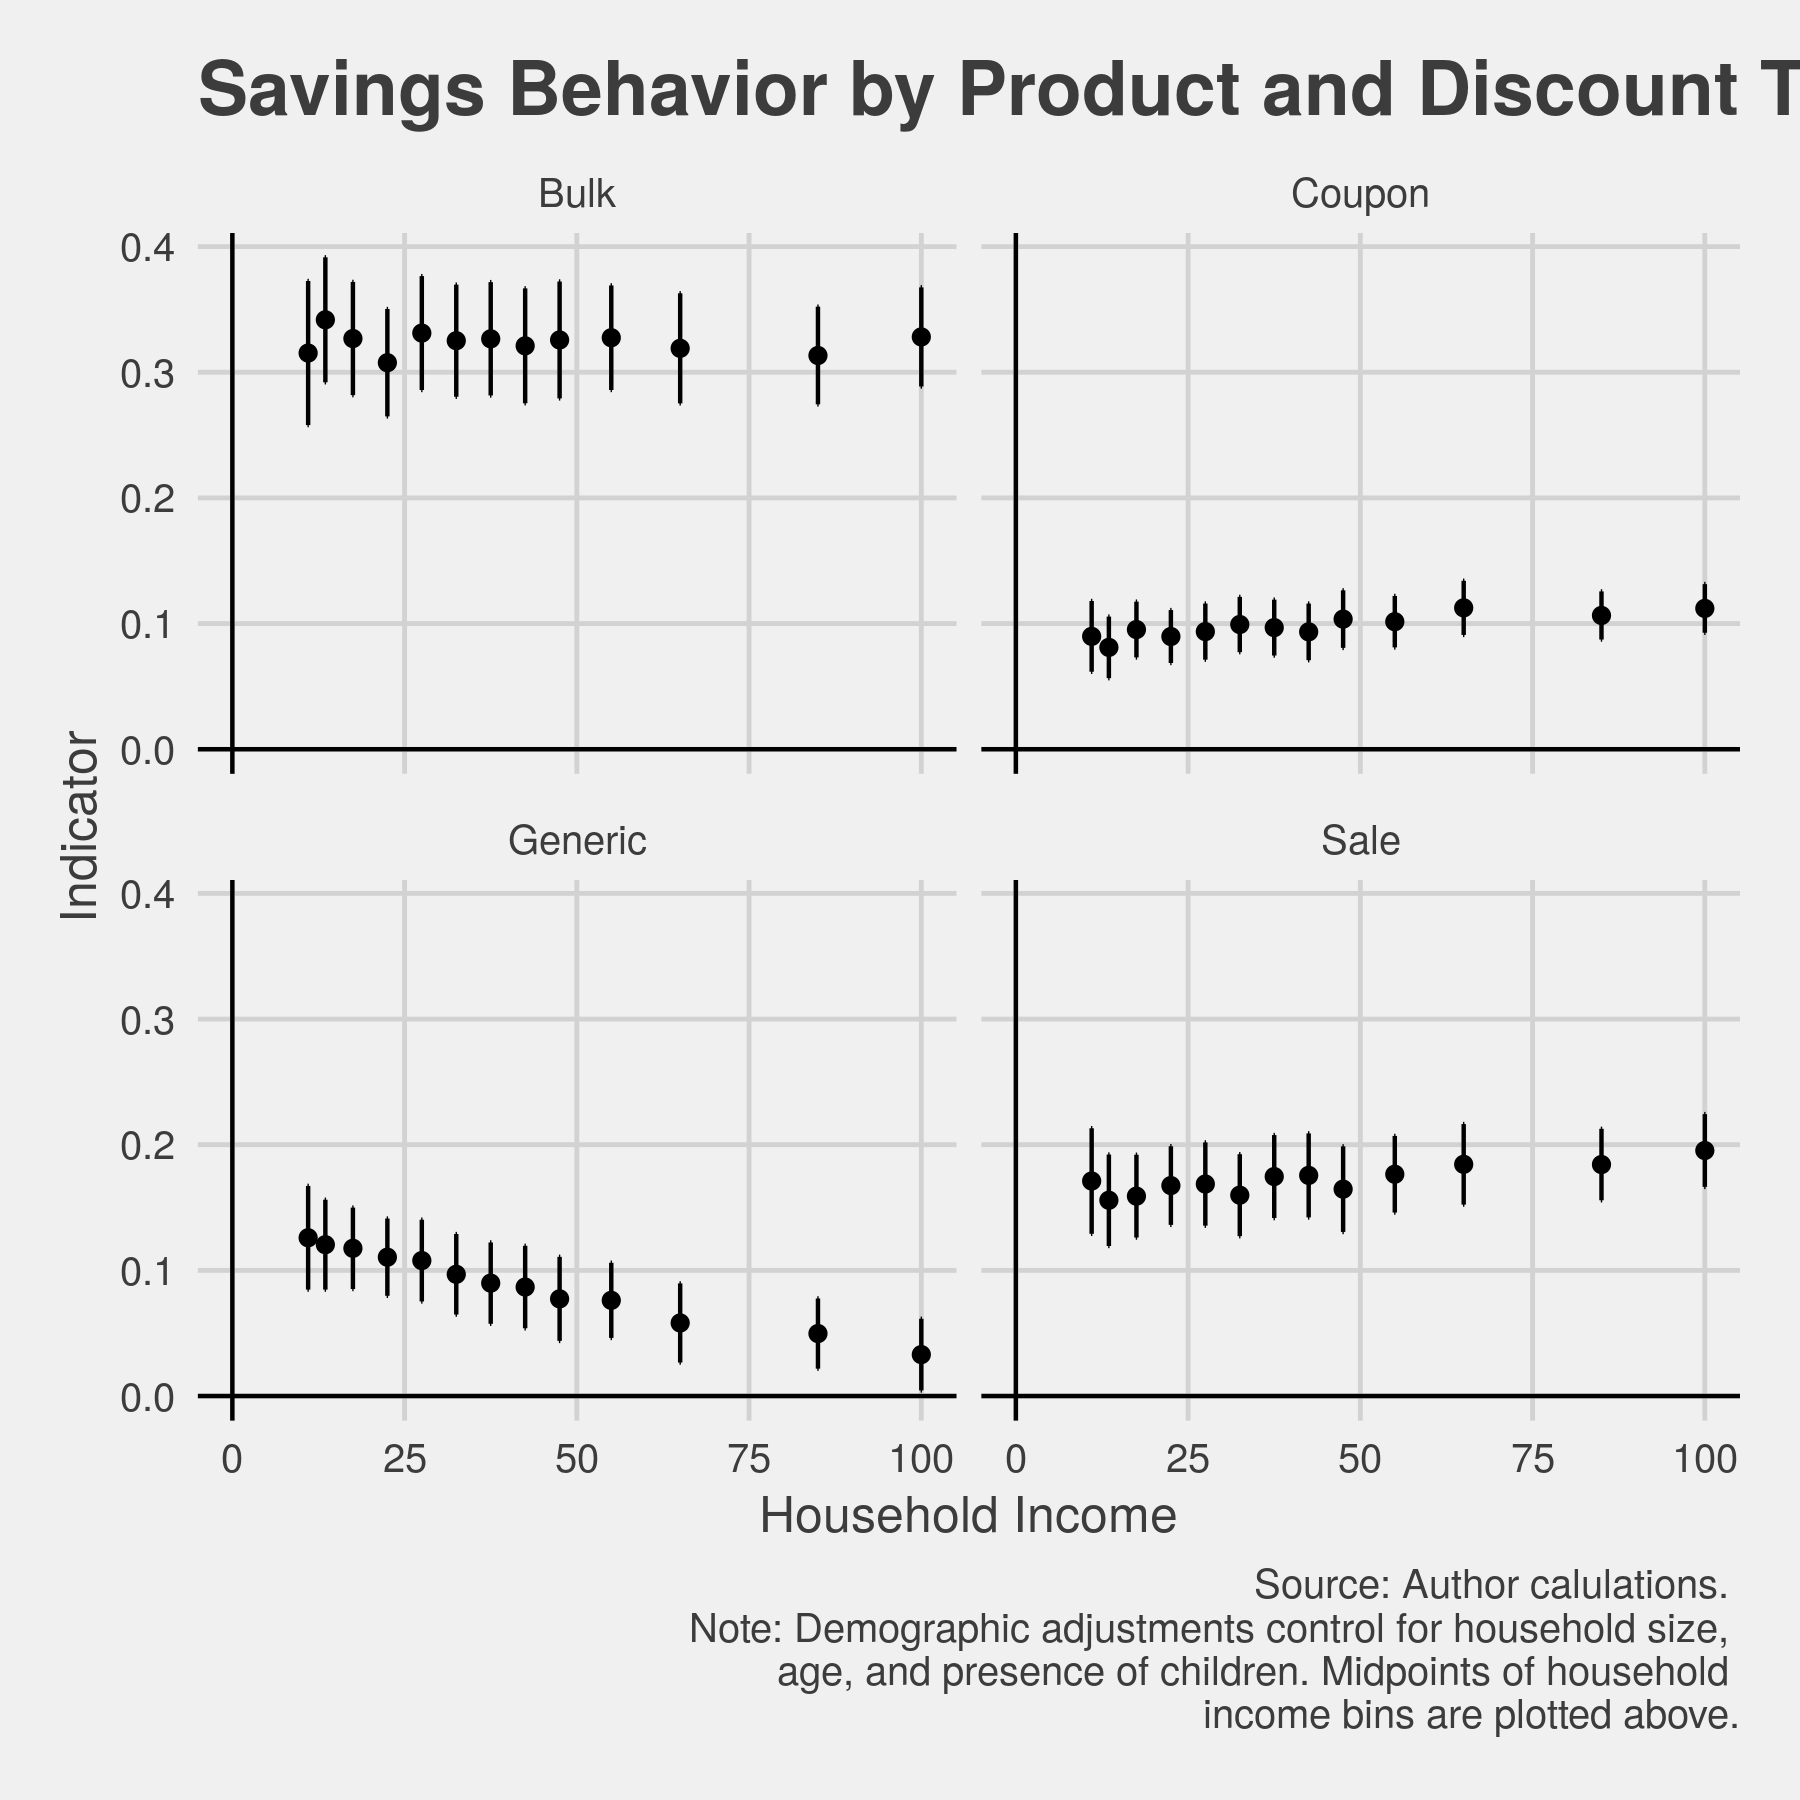 Savings Behavior by Product and Discount T
Bulk
Coupon
0.4
0.3
0.2
0.1
0.0
Indicator
Generic
Sale
0.4
0.3
0.2
0.1
0.0
0 25 50 75 100 0 25 50 75 100
Household Income
Source: Author calulations.
Note: Demographic adjustments control for household size,
age, and presence of children. Midpoints of household
income bins are plotted above.